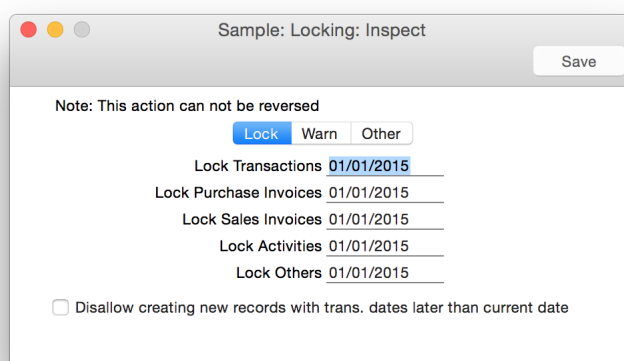 Sample: Locking: Inspect
Save
Note: This action can not be reversed
Lock Warn Other
Lock Transactions 01/01/2015
Lock Purchase Invoices 01/01/2015
Lock Sales Invoices 01/01/2015
Lock Activities 01/01/2015
Lock Others 01/01/2015
Disallow creating new records with trans. dates later than current date